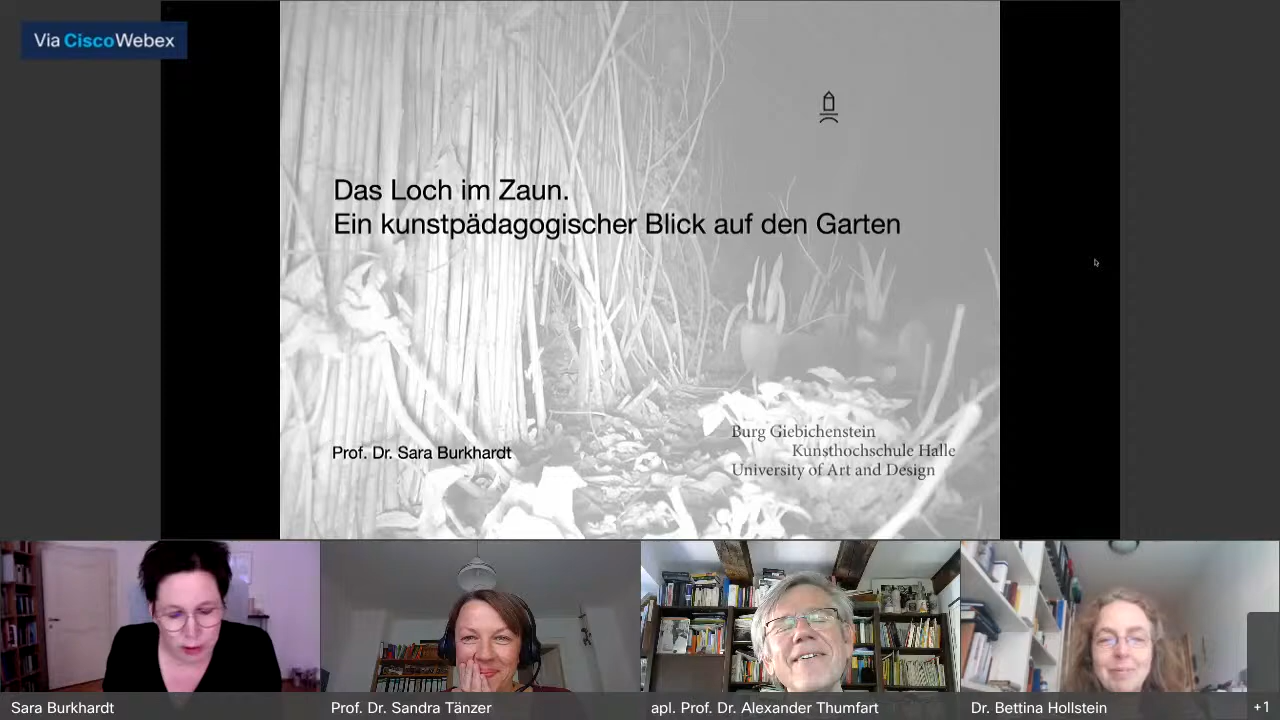 Via CiscoWebex
Das Loch im Zaun.
Ein kunstpädagogischer Blick auf den Garten
Prof. Dr. Sara Burkhardt
Burg Giebichenstein
Kunsthochschule Halle
University of Art and Design
Sara Burkhardt
Prof. Dr. Sandra Tänzer
apl. Prof. Dr. Alexander Thumfart
Dr. Bettina Hollstein
+1